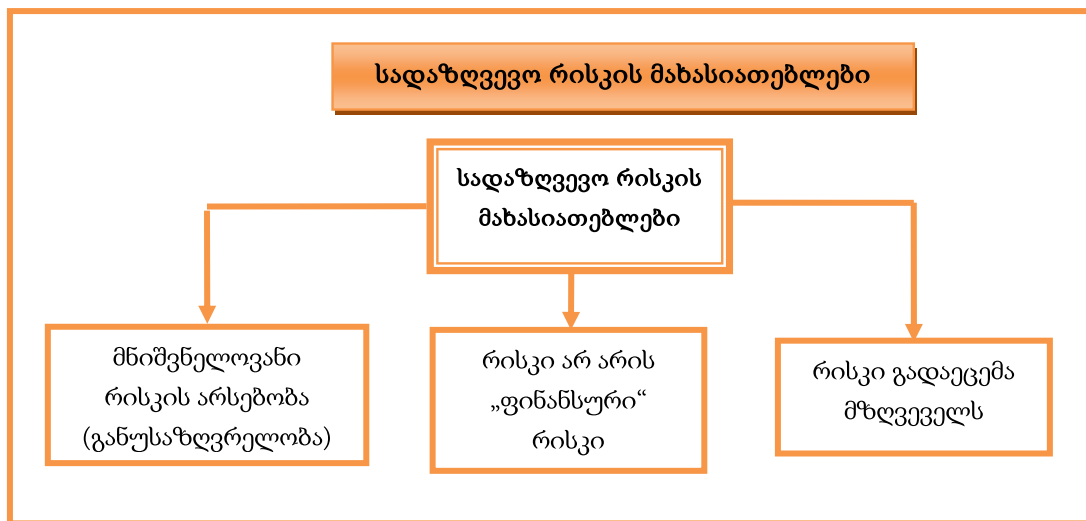 სადაზღვევო რისკის მახასიათებლები
სადაზღვევო რისკის
მახასიათებლები
მნიშვნელოვანი
რისკის არსებობა
(განუსაზღვრელობა)
რისკი არ არის
„ფინანსური“
რისკი
რისკი გადაეცემა
მზღვეველს